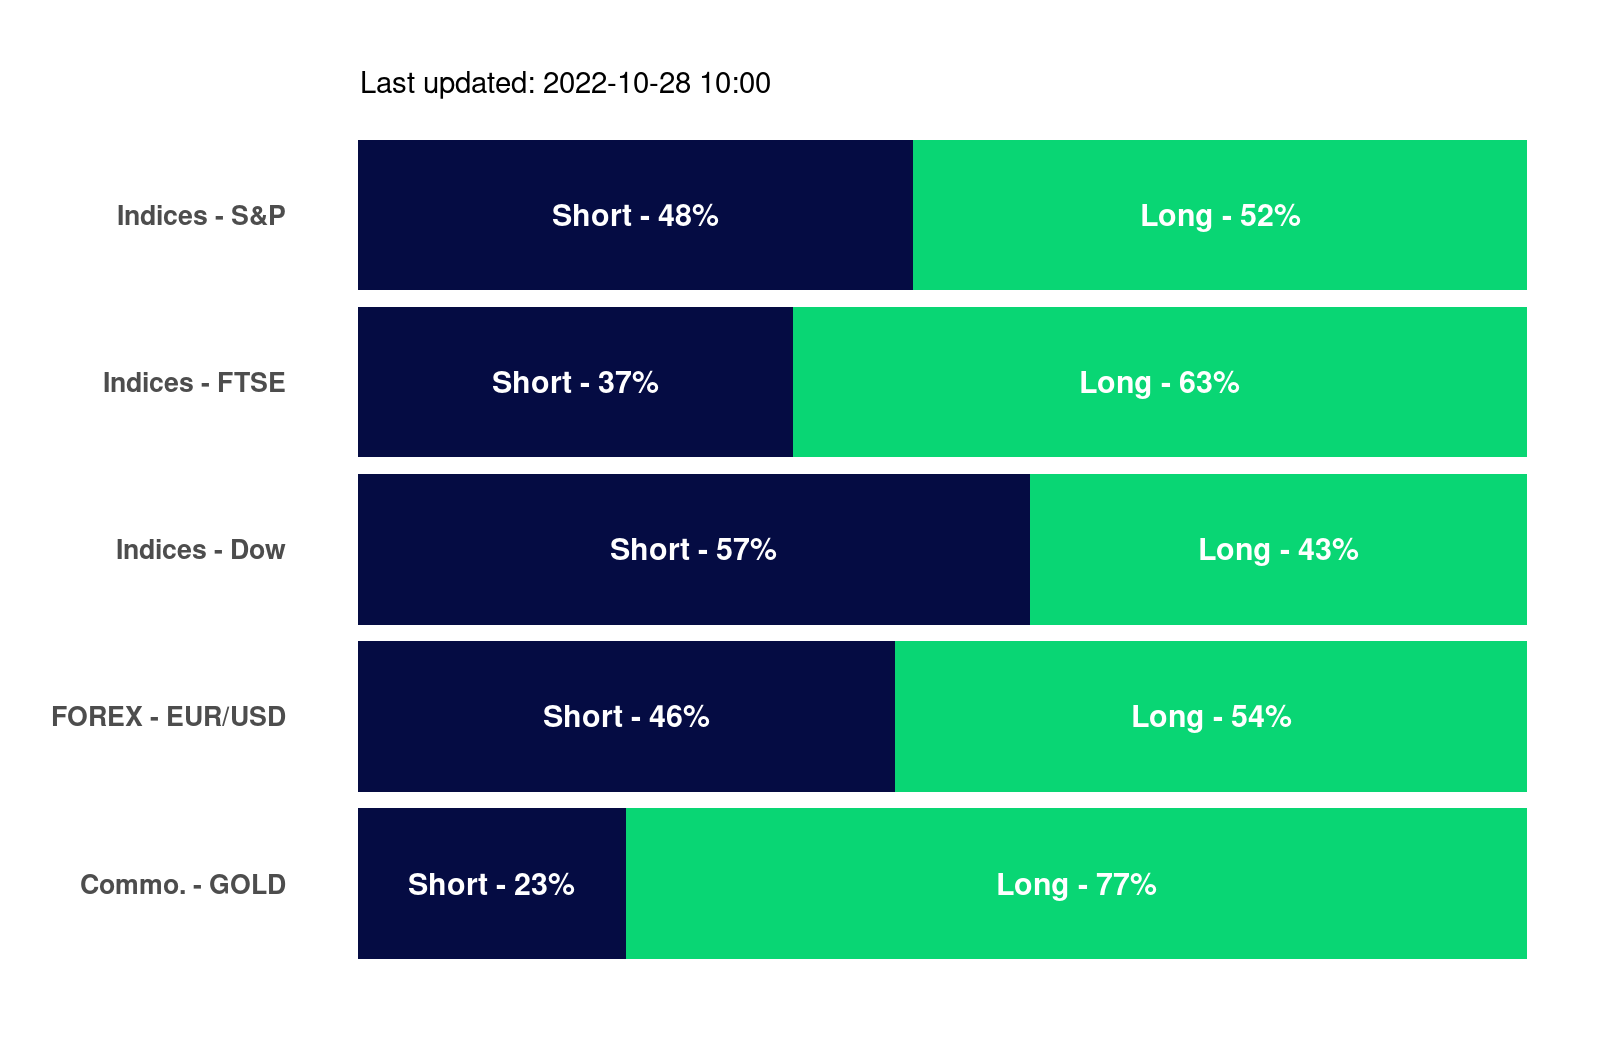 Last updated: 2022-10-28 10:00
Indices - S&P Short - 48% Long - 52%
Indices - FTSE Short - 37% Long - 63%
Indices - Dow Short - 57% Long - 43%
FOREX - EUR/USD Short - 46% Long - 54%
Commo. - GOLD Short - 23% Long - 77%